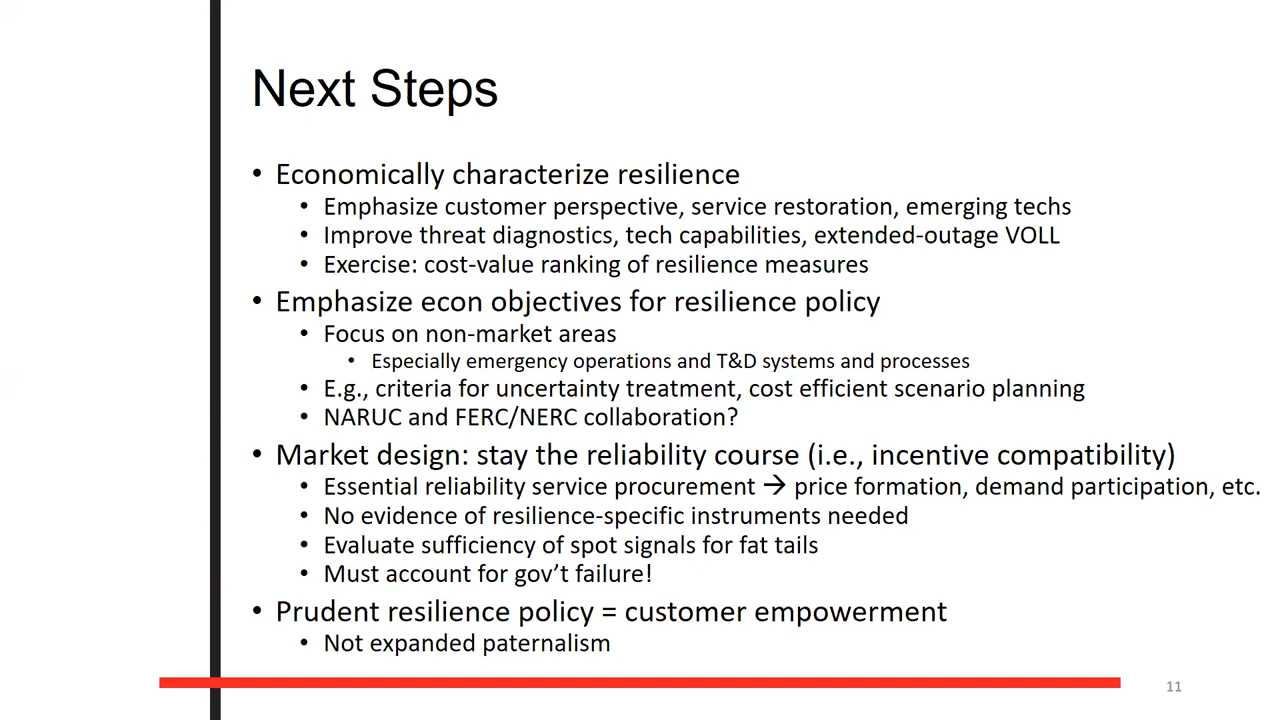 Next Steps
• Economically characterize resilience
• Emphasize customer perspective, service restoration, emerging techs
• Improve threat diagnostics, tech capabilities, extended-outage VOLL
• Exercise: cost-value ranking of resilience measures
• Emphasize econ objectives for resilience policy
• Focus on non-market areas
• Especially emergency operations and T&D systems and processes
• E.g., criteria for uncertainty treatment, cost efficient scenario planning
• NARUC and FERC/NERC collaboration?
• Market design: stay the reliability course (i.e., incentive compatibility)
• Essential reliability service procurement → price formation, demand participation, etc.
• No evidence of resilience-specific instruments needed
• Evaluate sufficiency of spot signals for fat tails
• Must account for gov’t failure!
• Prudent resilience policy = customer empowerment
• Not expanded paternalism
11